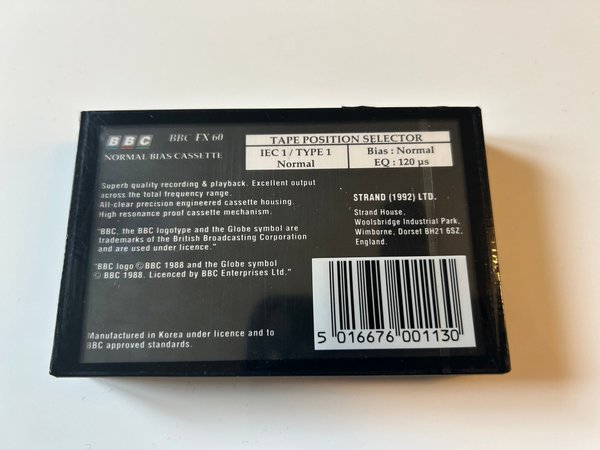 BBC BBC FX 60
NORMAL BIAS CASSETTE
TAPE POSITION SELECTOR
IEC 1 / TYPE 1 Bias : Normal
Normal EQ : 120 µs
Superb quality recording & playback. Excellent output
across the total frequency range.
All-clear precision engineered cassette housing.
High resonance proof cassette mechanism.
"BBC, the BBC logotype and the Globe symbol are
trademarks of the British Broadcasting Corporation
and are used under licence."
"BBC logo © BBC 1988 and the Globe symbol
© BBC 1988. Licenced by BBC Enterprises Ltd."
Manufactured in Korea under licence and to
BBC approved standards.
STRAND (1992) LTD.
Strand House,
Woolsbridge Industrial Park,
Wimborne, Dorset BH21 6SZ.
England.
5 016676 001130